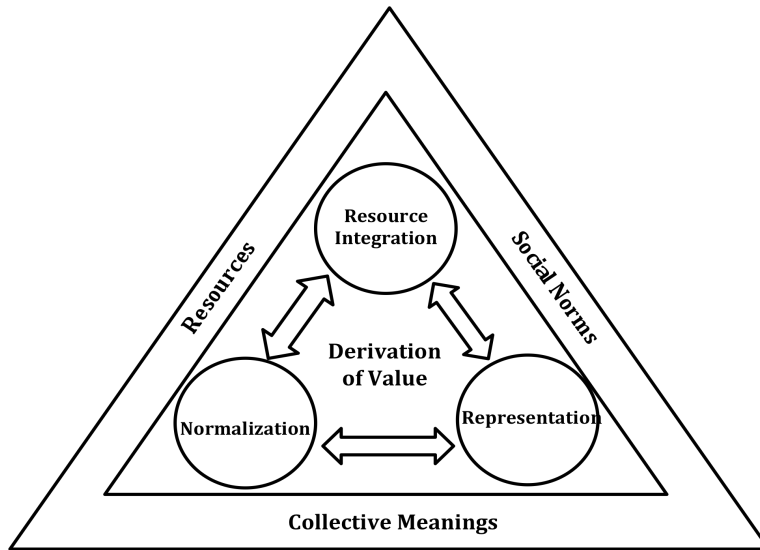 Resource
Integration
Resources
Social Norms
Derivation
of Value
Normalization
Representation
Collective Meanings